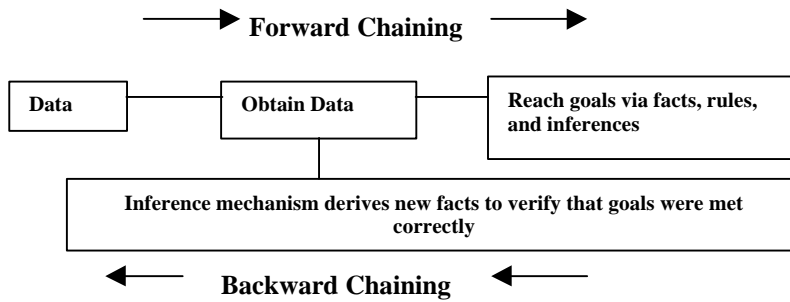 Forward Chaining
Data
Obtain Data
Reach goals via facts, rules,
and inferences
Inference mechanism derives new facts to verify that goals were met
correctly
Backward Chaining